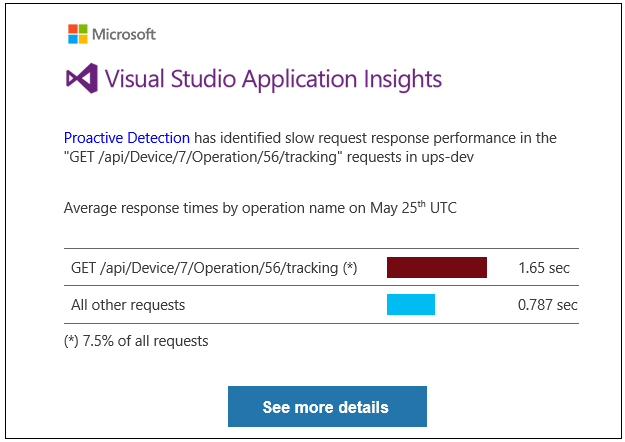 Microsoft
Visual Studio Application Insights
Proactive Detection has identified slow request response performance in the
"GET /api/Device/7/Operation/56/tracking" requests in ups-dev
Average response times by operation name on May 25th UTC
GET /api/Device/7/Operation/56/tracking (*) 1.65 sec
All other requests 0.787 sec
(*) 7.5% of all requests
See more details